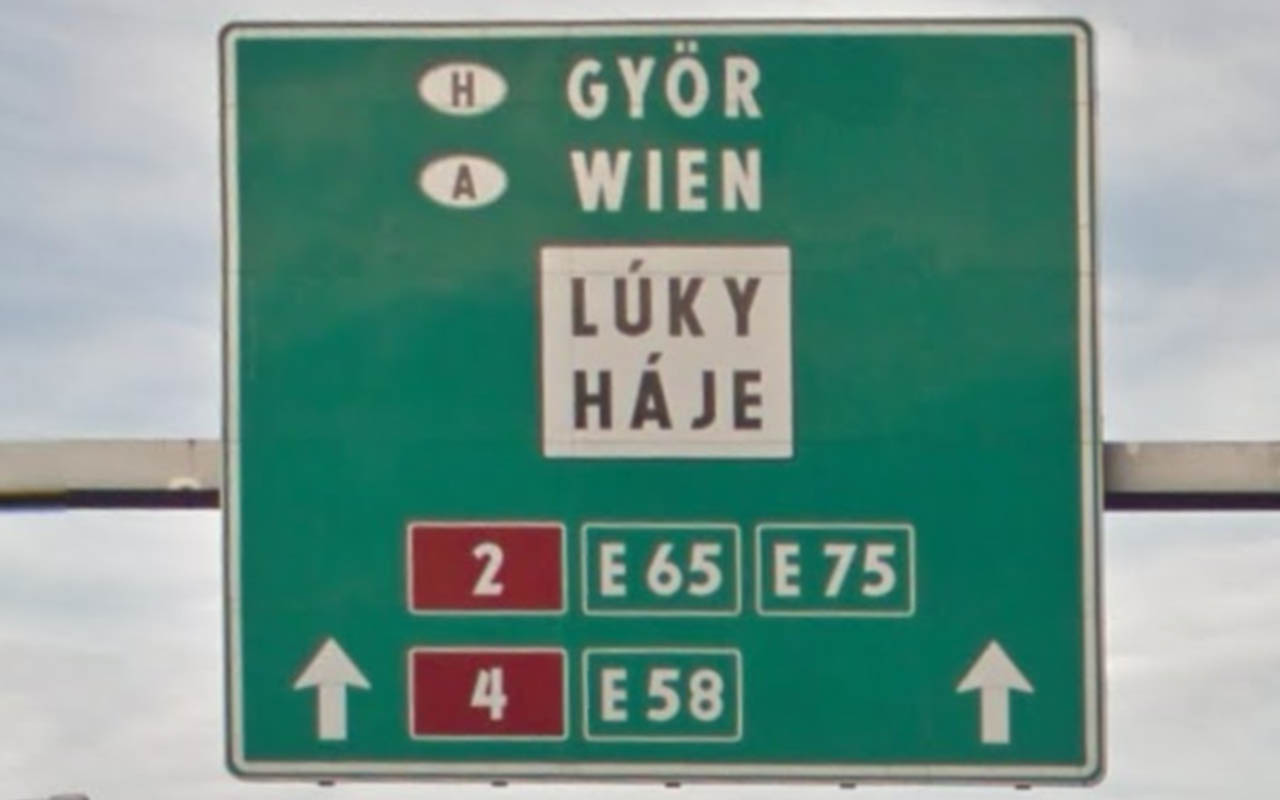 H GYÖR
A WIEN
LÚKY
HÁJE
2 E 65 E 75
4 E 58